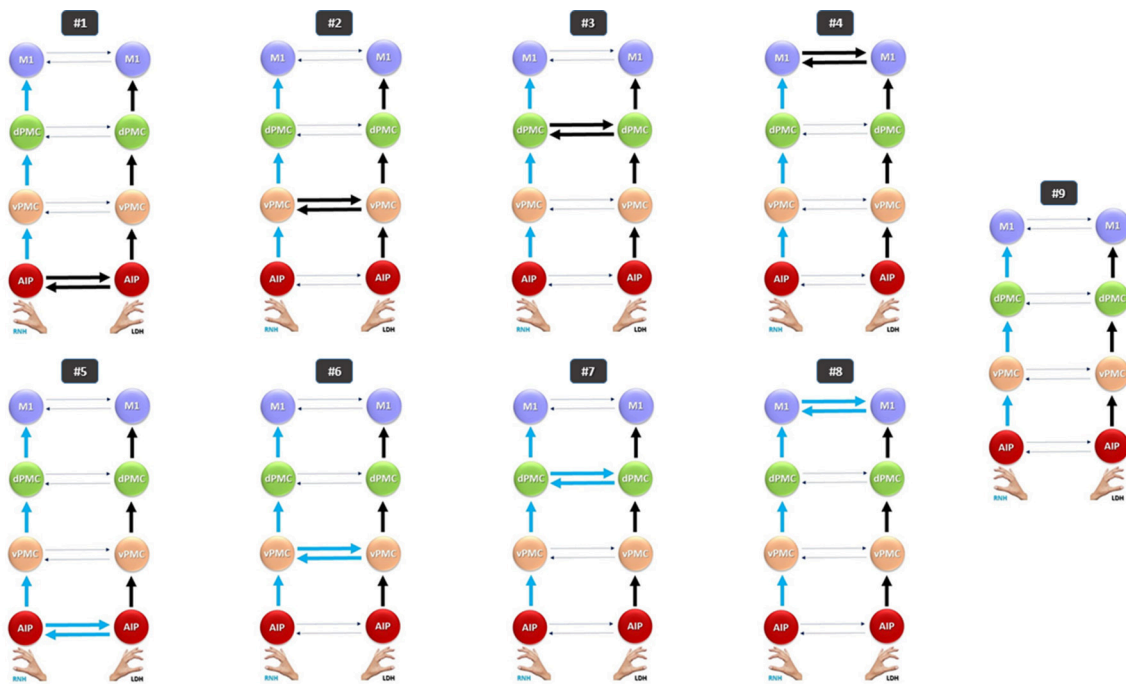 #1
M1 M1
dPMC dPMC
vPMC vPMC
AIP AIP
RNH LDH
#2
M1 M1
dPMC dPMC
vPMC vPMC
AIP AIP
RNH LDH
#3
M1 M1
dPMC dPMC
vPMC vPMC
AIP AIP
RNH LDH
#4
M1 M1
dPMC dPMC
vPMC vPMC
AIP AIP
RNH LDH
#5
M1 M1
dPMC dPMC
vPMC vPMC
AIP AIP
RNH LDH
#6
M1 M1
dPMC dPMC
vPMC vPMC
AIP AIP
RNH LDH
#7
M1 M1
dPMC dPMC
vPMC vPMC
AIP AIP
RNH LDH
#8
M1 M1
dPMC dPMC
vPMC vPMC
AIP AIP
RNH LDH
#9
M1 M1
dPMC dPMC
vPMC vPMC
AIP AIP
RNH LDH